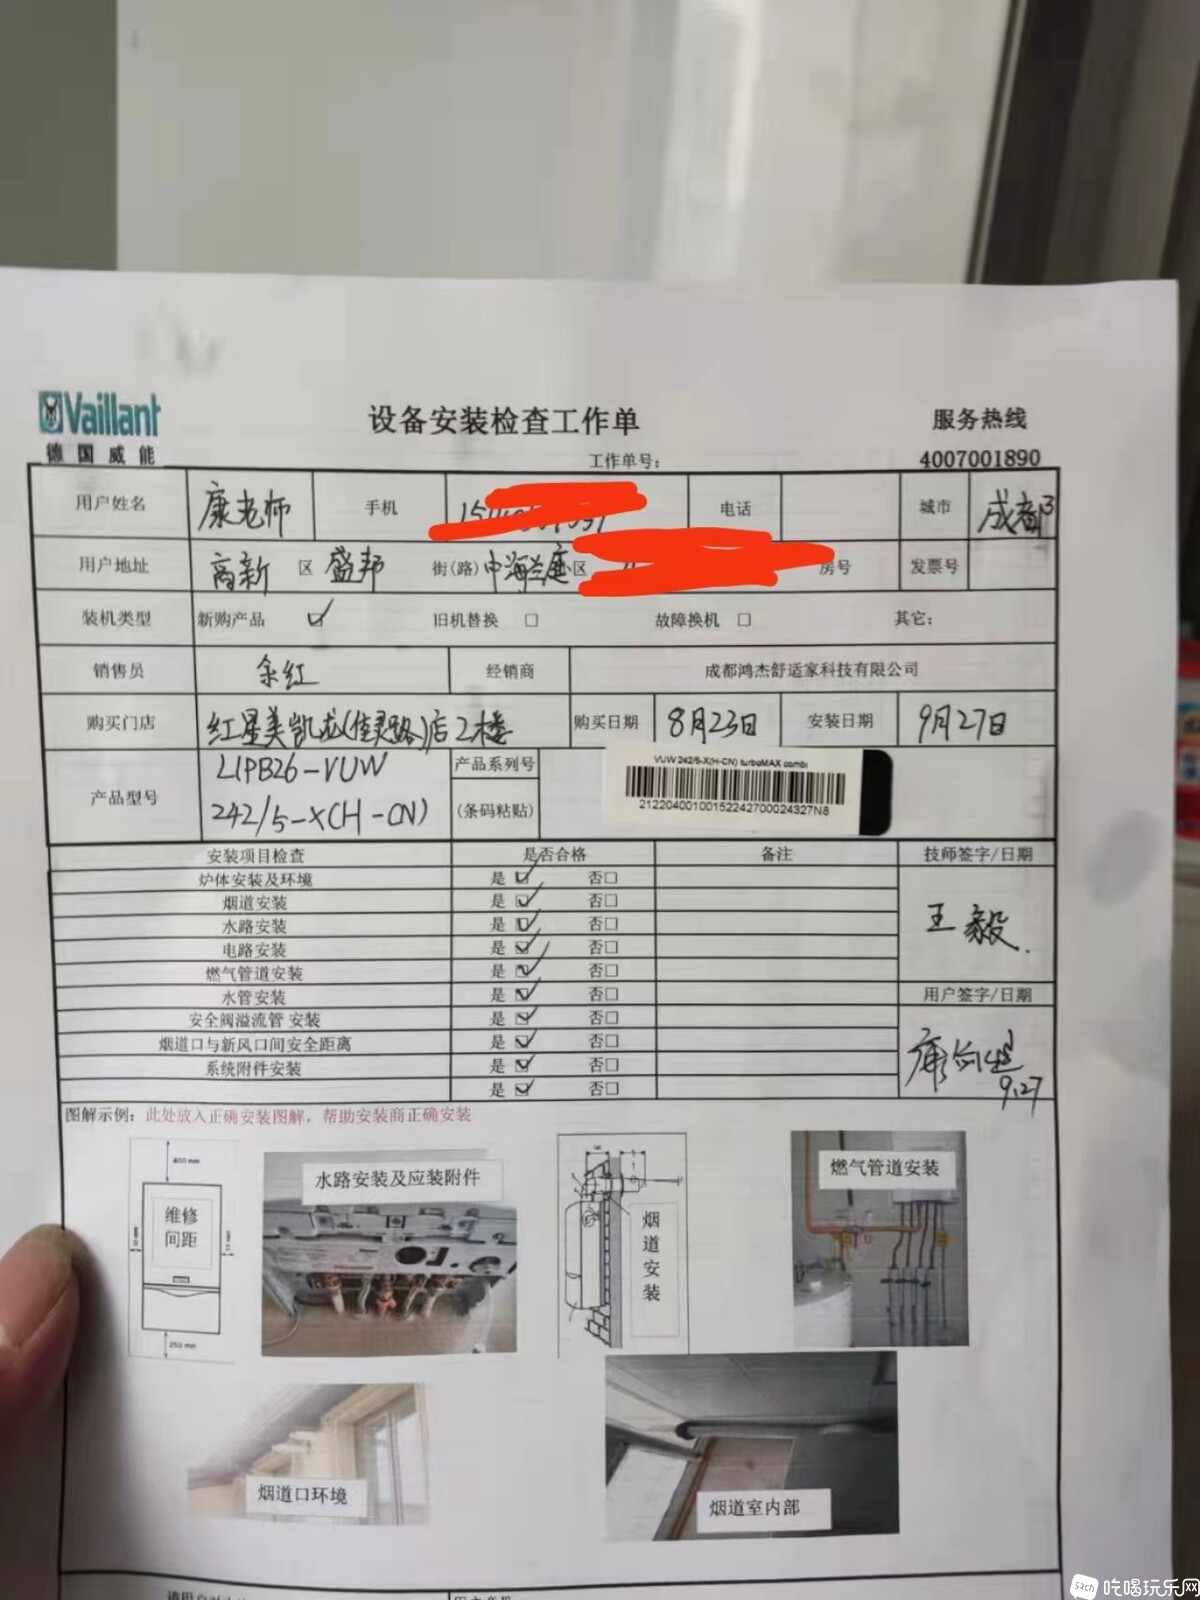 Vaillant
德国威能
设备安装检查工作单
服务热线
工作单号：
4007001890
用户姓名 康老师 手机 电话 城市 成都
用户地址 高新 区 盛邦 街(路) 中海兰庭 小区 房号 发票号
装机类型 新购产品 ☑ 旧机替换 □ 故障换机 □ 其它：
销售员 余红 经销商 成都鸿杰舒适家科技有限公司
购买门店 红星美凯龙(佳灵路)店2楼 购买日期 8月23日 安装日期 9月27日
产品型号 L1PB26-VUW 242/5-X(H-CN) 产品系列号 (条码粘贴)
VUW 242/5-X(H-CN) turboMAX combi
21220400100152242700024327N8
安装项目检查 是否合格 备注 技师签字/日期
炉体安装及环境 是 ☑ 否□
烟道安装 是 ☑ 否□
水路安装 是 ☑ 否□
王毅
电路安装 是 ☑ 否□
燃气管道安装 是 ☑ 否□
水管安装 是 ☑ 否□ 用户签字/日期
安全阀溢流管 安装 是 ☑ 否□
烟道口与新风口间安全距离 是 ☑ 否□
系统附件安装 是 ☑ 否□
9.27
是 ☑ 否□
图解示例：此处放入正确安装图解，帮助安装商正确安装
400 mm
维修
间距
250 mm
水路安装及应装附件
烟道安装
燃气管道安装
烟道口环境
烟道室内部
吃喝玩乐网